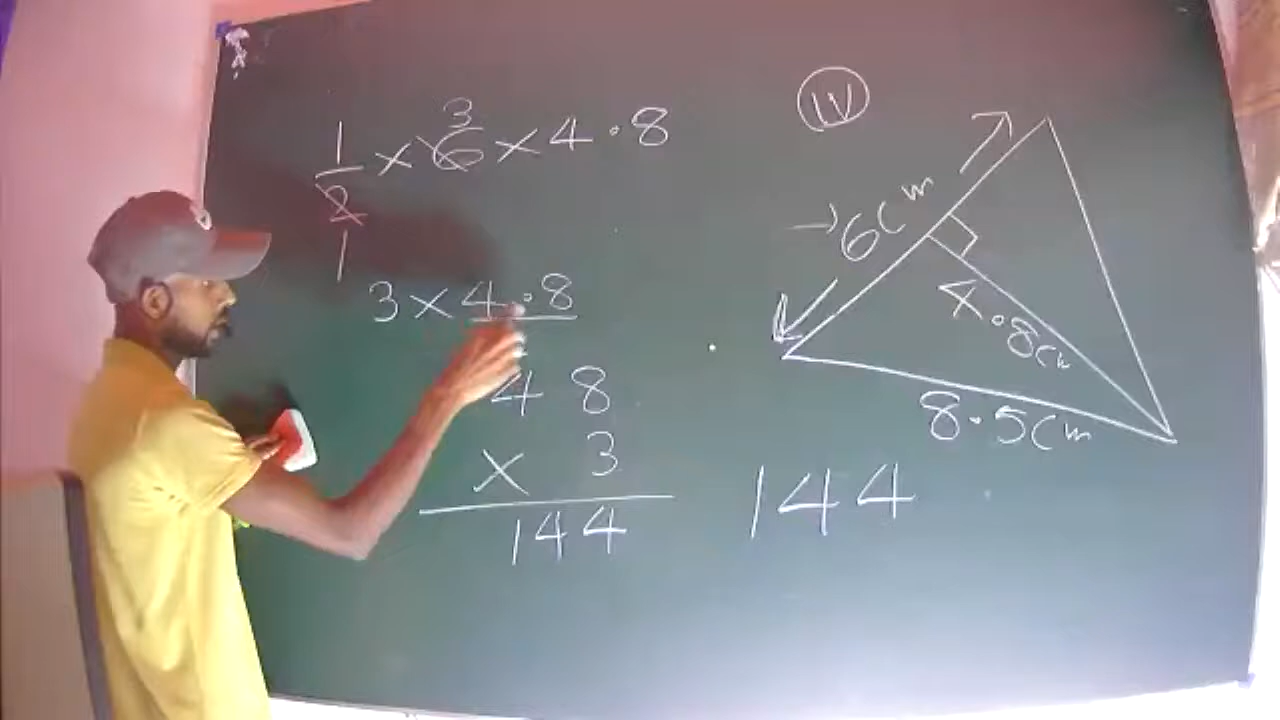 1/2 × 6 × 4.8
3
1
3 × 4.8
48
× 3
144
IV
6cm
4.8cm
8.5cm
144